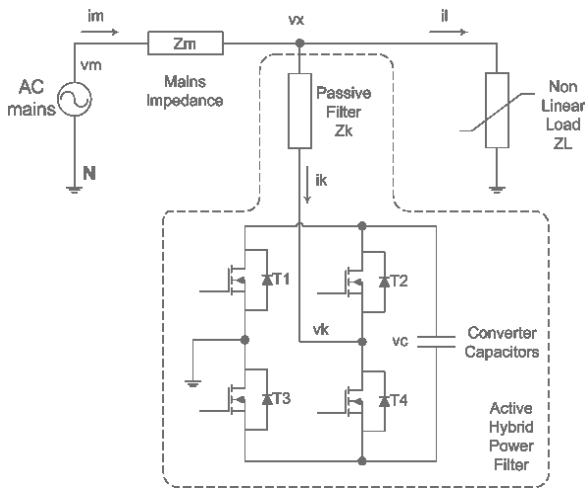 im
Zm
vx
il
vm
AC
mains
Mains
Impedance
Passive
Filter
Zk
Non
Linear
Load
ZL
N
ik
T1
T2
vk
vc
Converter
Capacitors
T3
T4
Active
Hybrid
Power
Filter